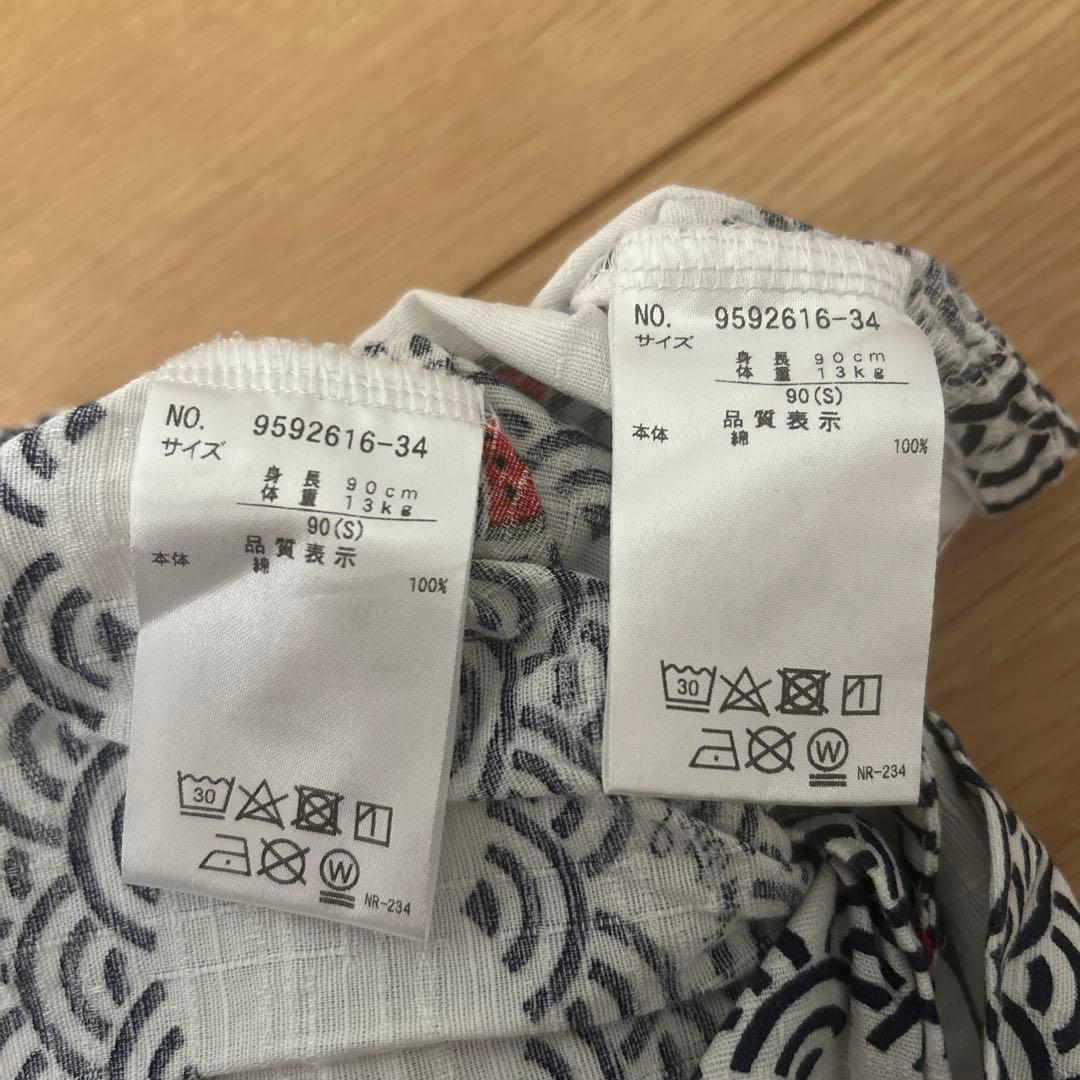 NO. 9592616-34
サイズ
身長 90cm
体重 13kg
90(S)
品質表示
本体 綿 100%
30
W
NR-234
NO. 9592616-34
サイズ
身長 90cm
体重 13kg
90(S)
品質表示
本体 綿 100%
30
W
NR-234